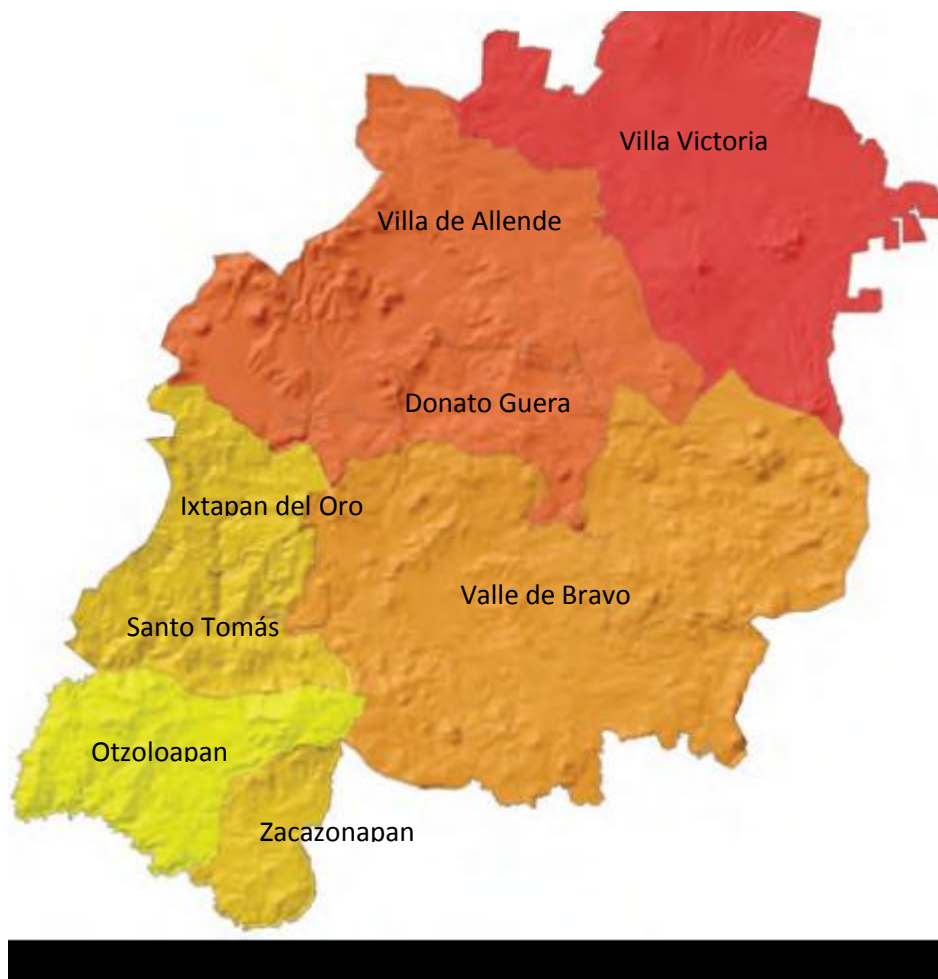 Villa Victoria
Villa de Allende
Donato Guera
Ixtapan del Oro
Valle de Bravo
Santo Tomás
Otzoloapan
Zacazonapan